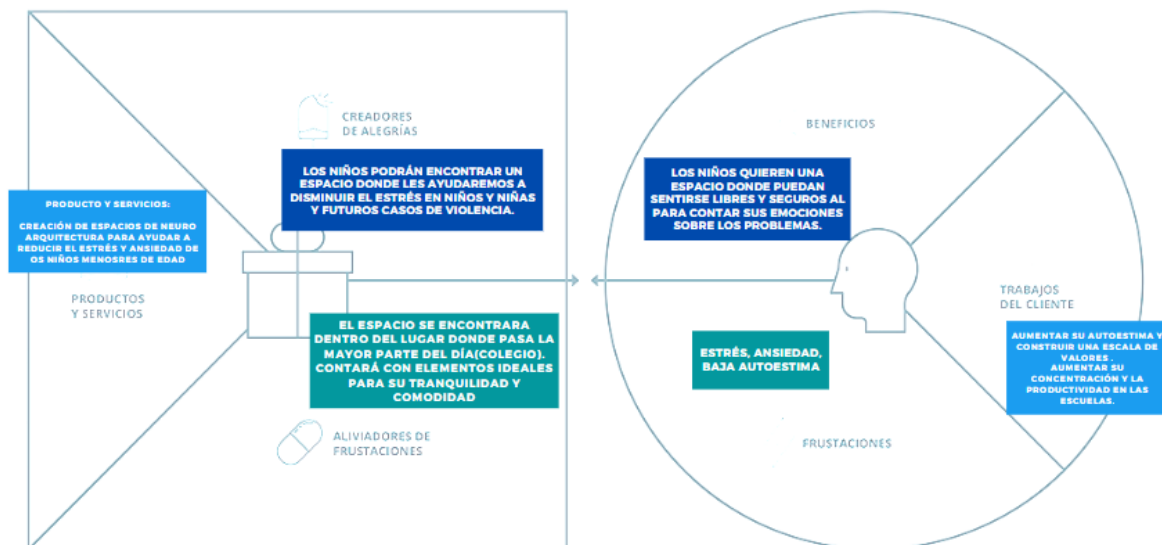 CREADORES
DE ALEGRÍAS
LOS NIÑOS PODRÁN ENCONTRAR UN
ESPACIO DONDE LES AYUDAREMOS A
DISMINUIR EL ESTRÉS EN NIÑOS Y NIÑAS
Y FUTUROS CASOS DE VIOLENCIA.
PRODUCTO Y SERVICIOS:
CREACIÓN DE ESPACIOS DE NEURO
ARQUITECTURA PARA AYUDAR A
REDUCIR EL ESTRÉS Y ANSIEDAD DE
OS NIÑOS MENOSRES DE EDAD
PRODUCTOS
Y SERVICIOS
EL ESPACIO SE ENCONTRARA
DENTRO DEL LUGAR DONDE PASA LA
MAYOR PARTE DEL DÍA(COLEGIO).
CONTARÁ CON ELEMENTOS IDEALES
PARA SU TRANQUILIDAD Y
COMODIDAD
ALIVIADORES DE
FRUSTACIONES
BENEFICIOS
LOS NIÑOS QUIEREN UNA
ESPACIO DONDE PUEDAN
SENTIRSE LIBRES Y SEGUROS AL
PARA CONTAR SUS EMOCIONES
SOBRE LOS PROBLEMAS.
TRABAJOS
DEL CLIENTE
AUMENTAR SU AUTOESTIMA Y
CONSTRUIR UNA ESCALA DE
VALORES .
AUMENTAR SU
CONCENTRACIÓN Y LA
PRODUCTIVIDAD EN LAS
ESCUELAS.
ESTRÉS, ANSIEDAD,
BAJA AUTOESTIMA
FRUSTACIONES